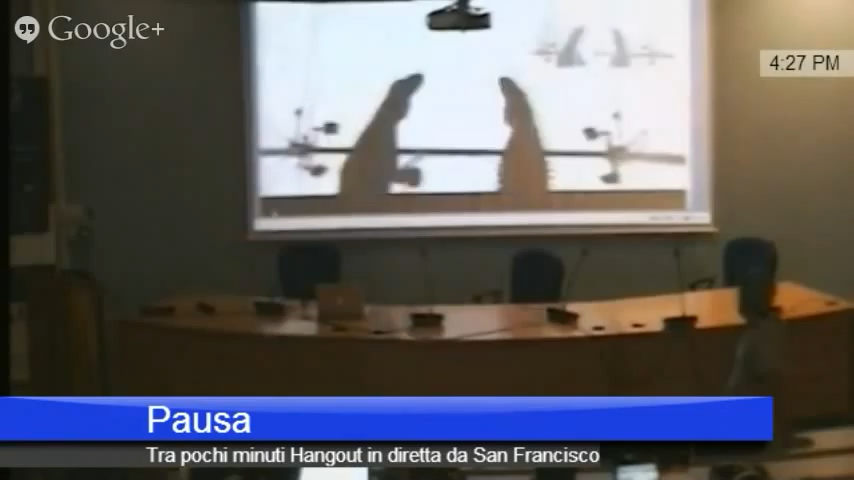 Google+
4:27 PM
Pausa
Tra pochi minuti Hangout in diretta da San Francisco